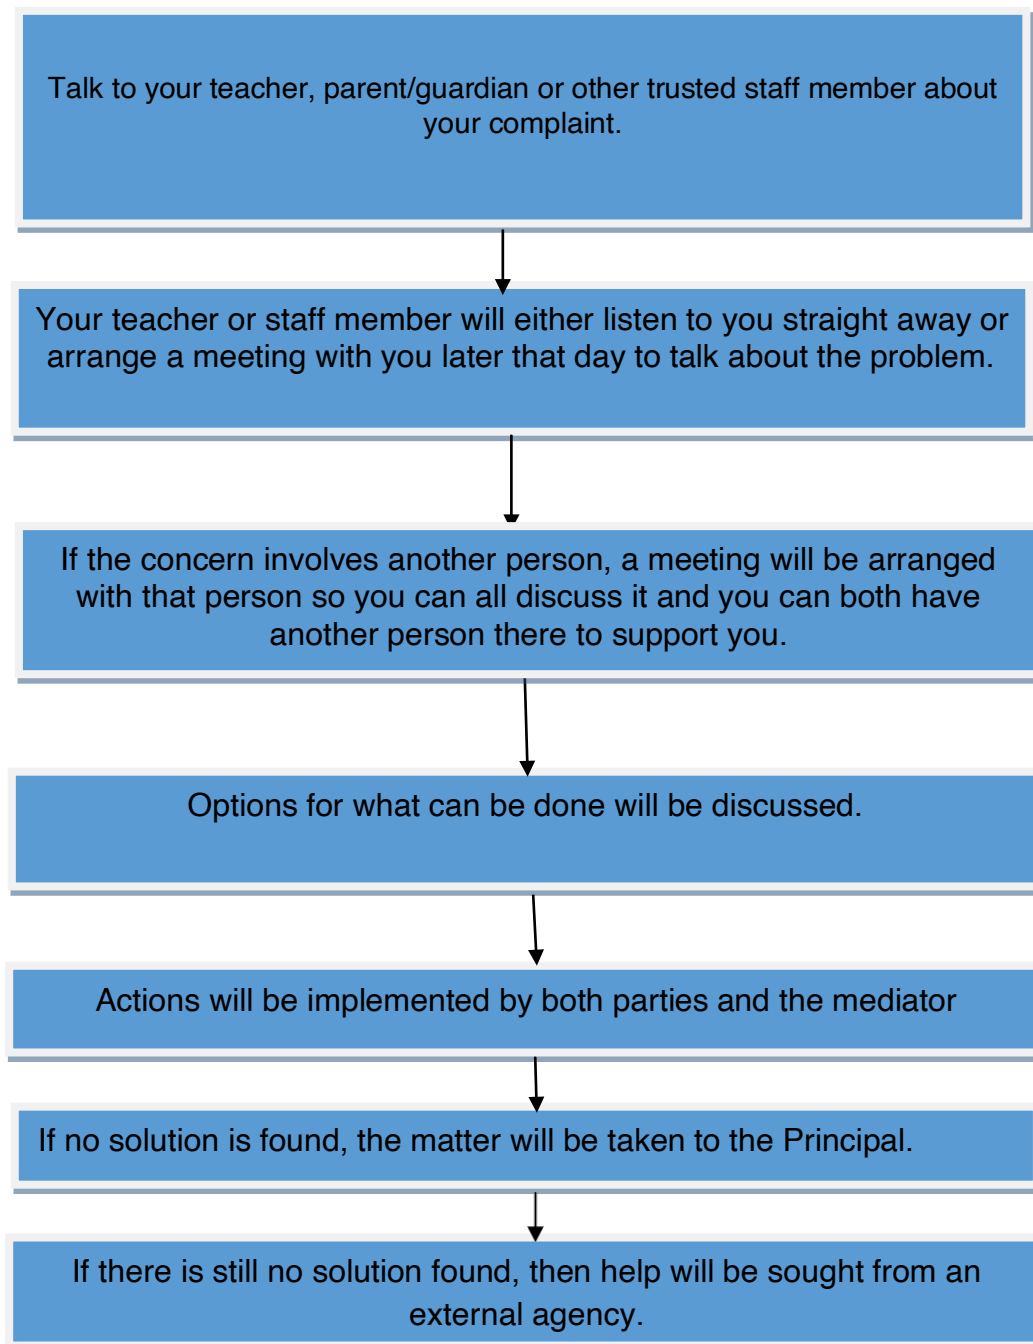 Talk to your teacher, parent/guardian or other trusted staff member about
your complaint.
Your teacher or staff member will either listen to you straight away or
arrange a meeting with you later that day to talk about the problem.
If the concern involves another person, a meeting will be arranged
with that person so you can all discuss it and you can both have
another person there to support you.
Options for what can be done will be discussed.
Actions will be implemented by both parties and the mediator
If no solution is found, the matter will be taken to the Principal.
If there is still no solution found, then help will be sought from an
external agency.